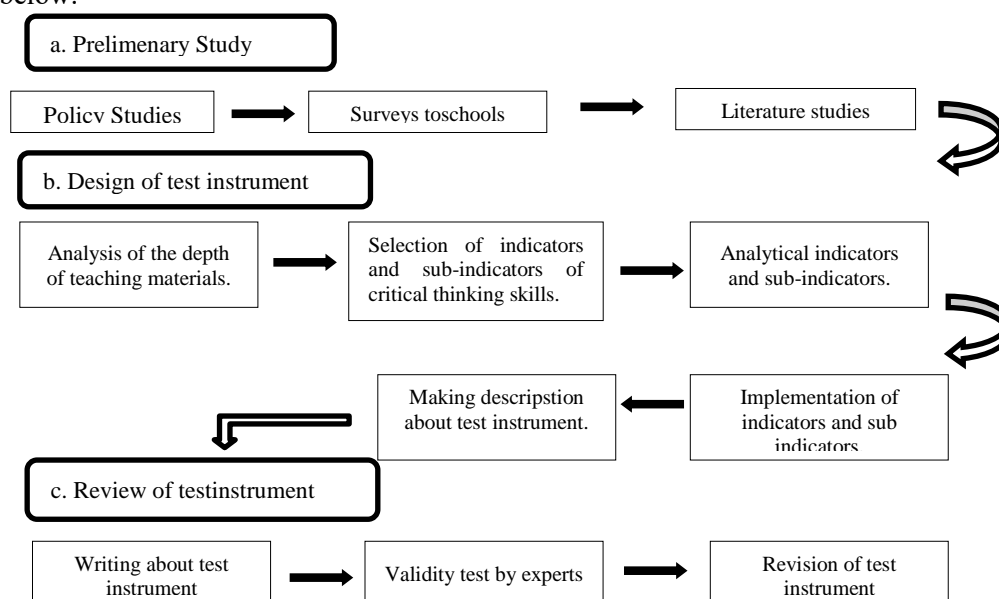 below:
a. Prelimenary Study
Policy Studies
Surveys toschools
Literature studies
b. Design of test instrument
Analysis of the depth
of teaching materials.
Selection of indicators
and sub-indicators of
critical thinking skills.
Analytical indicators
and sub-indicators.
Making descripstion
about test instrument.
Implementation of
indicators and sub
indicators
c. Review of testinstrument
Writing about test
instrument
Validity test by experts
Revision of test
instrument